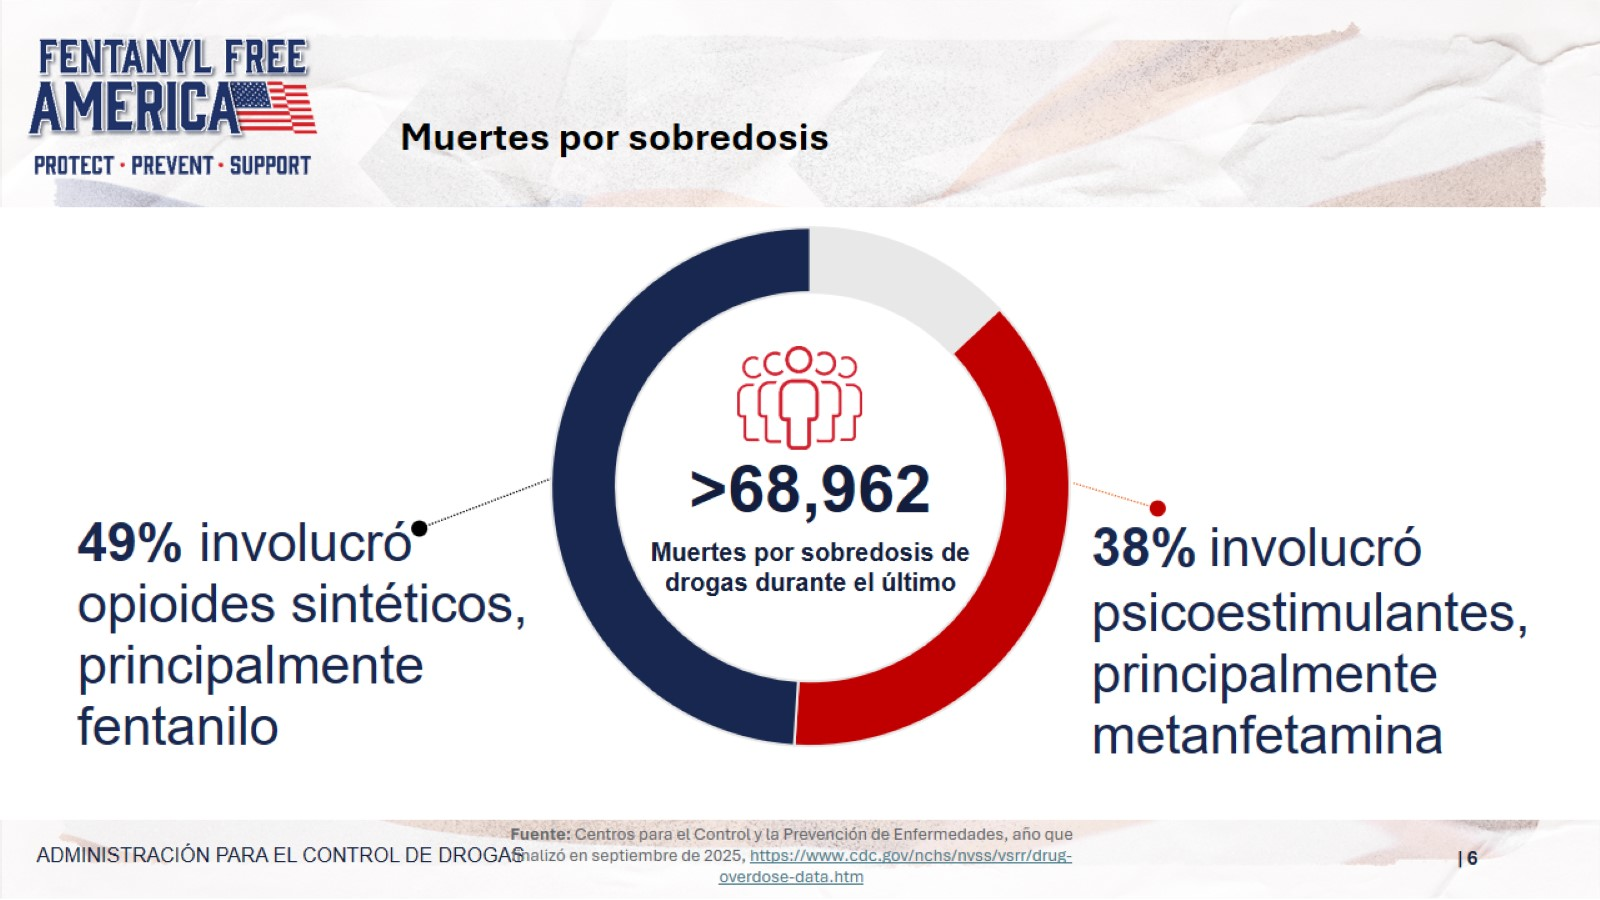 FENTANYL FREE
AMERICA
PROTECT · PREVENT · SUPPORT
Muertes por sobredosis
>68,962
Muertes por sobredosis de
drogas durante el último
49% involucró
opioides sintéticos,
principalmente
fentanilo
38% involucró
psicoestimulantes,
principalmente
metanfetamina
ADMINISTRACIÓN PARA EL CONTROL DE DROGAS
Fuente: Centros para el Control y la Prevención de Enfermedades, año que
finalizó en septiembre de 2025, https://www.cdc.gov/nchs/nvss/vsrr/drug-
overdose-data.htm
| 6